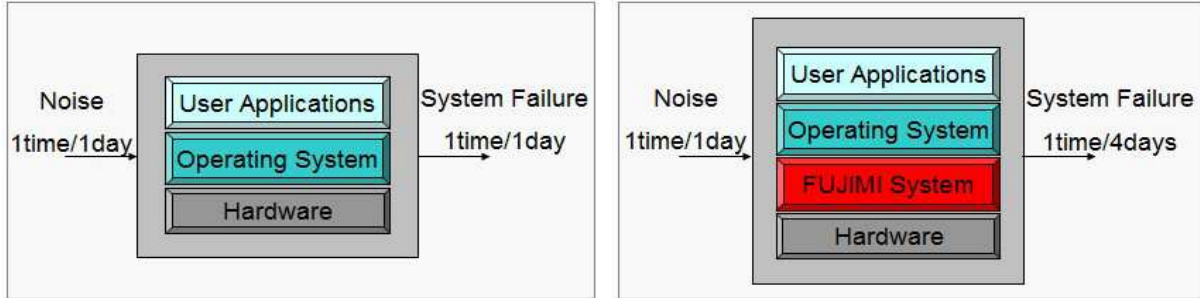 Noise
1time/1day
User Applications
Operating System
Hardware
System Failure
1time/1day
Noise
1time/1day
User Applications
Operating System
FUJIMI System
Hardware
System Failure
1time/4days